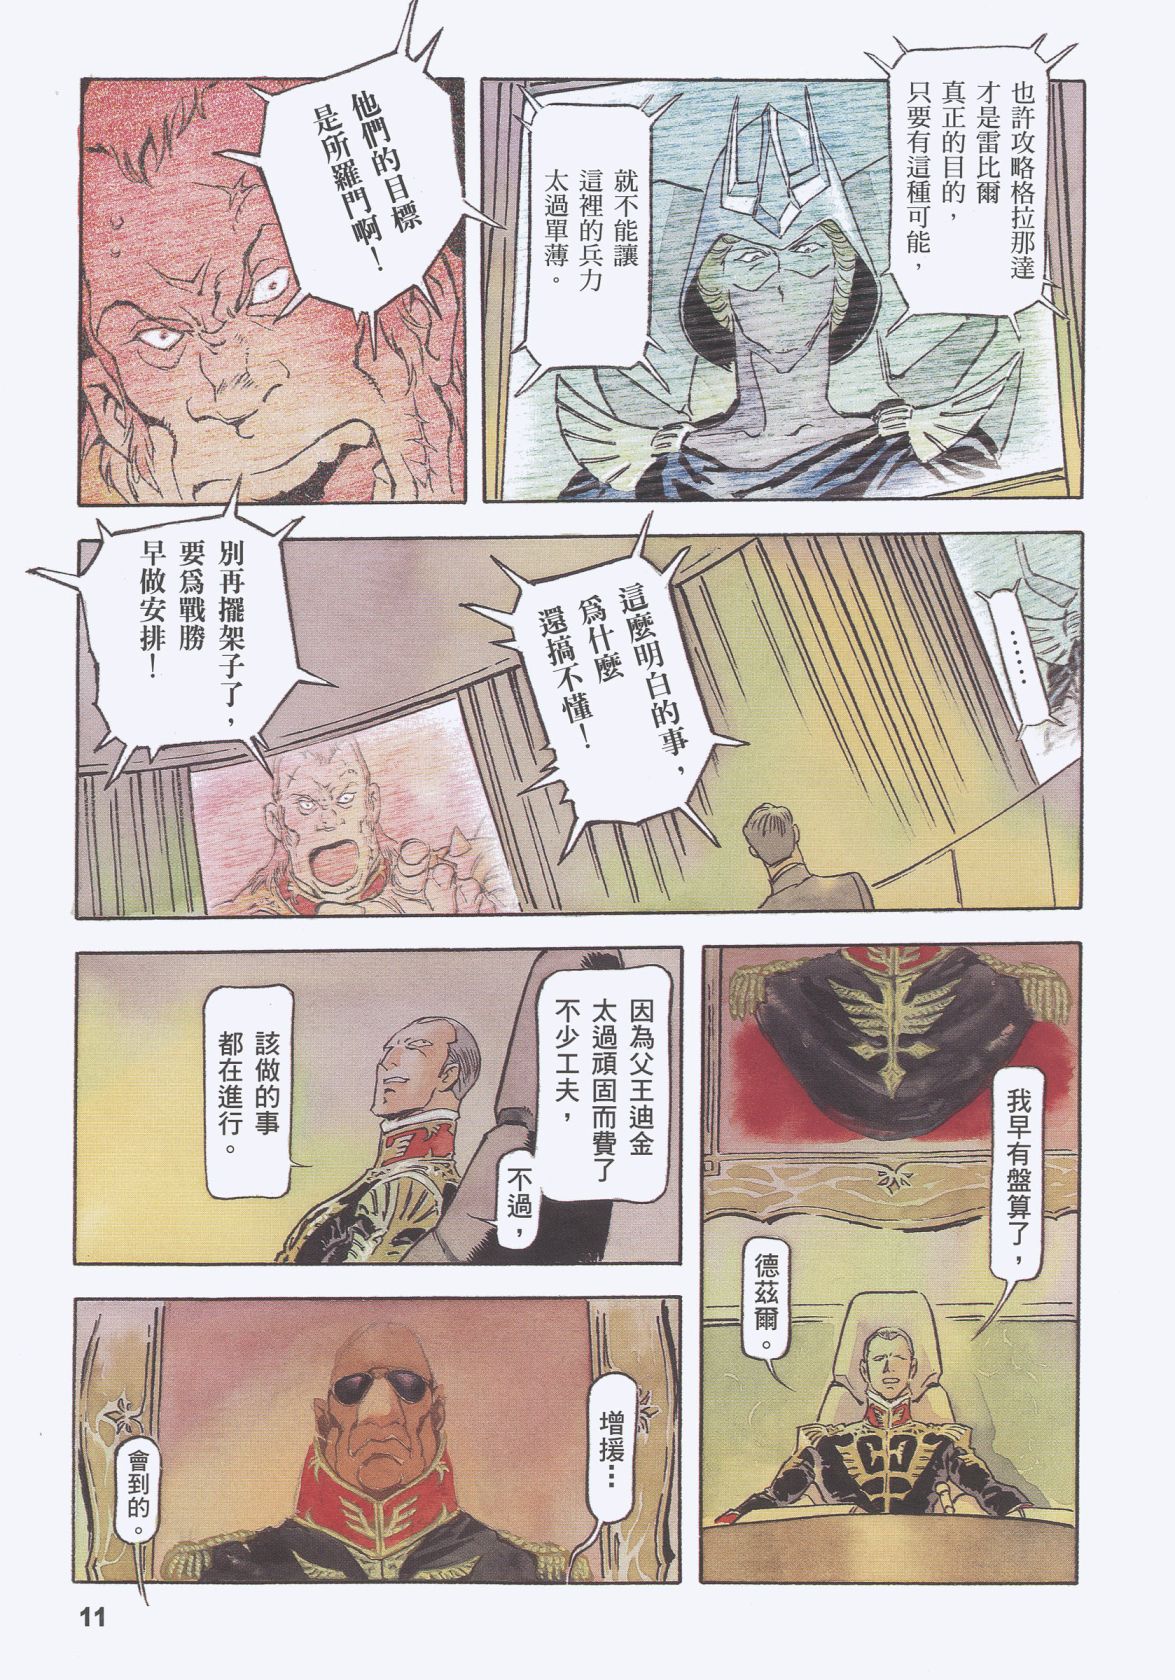 也許攻略格拉那達
才是雷比爾
真正的目的，
只要有這種可能，
就不能讓
這裡的兵力
太過單薄。
他們的目標
是所羅門啊！
……
這麼明白的事，
爲什麼
還搞不懂！
別再擺架子了，
要爲戰勝
早做安排！
我早有盤算了，
德茲爾。
因為父王迪金
太過頑固而費了
不少工夫，
不過，
該做的事
都在進行。
增援…
會到的。
11